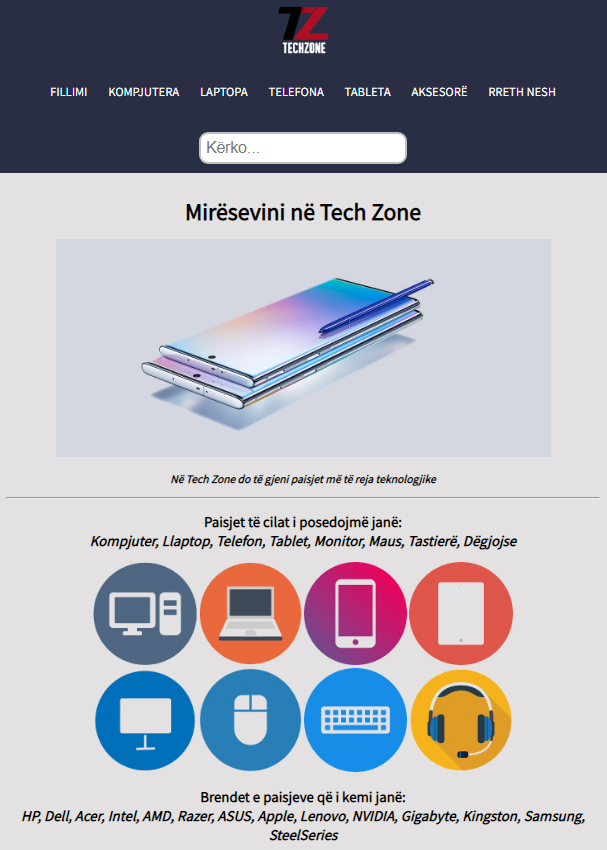 TZ
TECHZONE
FILLIMI KOMPJUTERA LAPTOPA TELEFONA TABLETA AKSESORË RRETH NESH
Kërko...
Mirësevini në Tech Zone
Në Tech Zone do të gjeni paisjet më të reja teknologjike
Paisjet të cilat i posedojmë janë:
Kompjuter, Llaptop, Telefon, Tablet, Monitor, Maus, Tastierë, Dëgjojse
Brendet e paisjeve që i kemi janë:
HP, Dell, Acer, Intel, AMD, Razer, ASUS, Apple, Lenovo, NVIDIA, Gigabyte, Kingston, Samsung,
SteelSeries